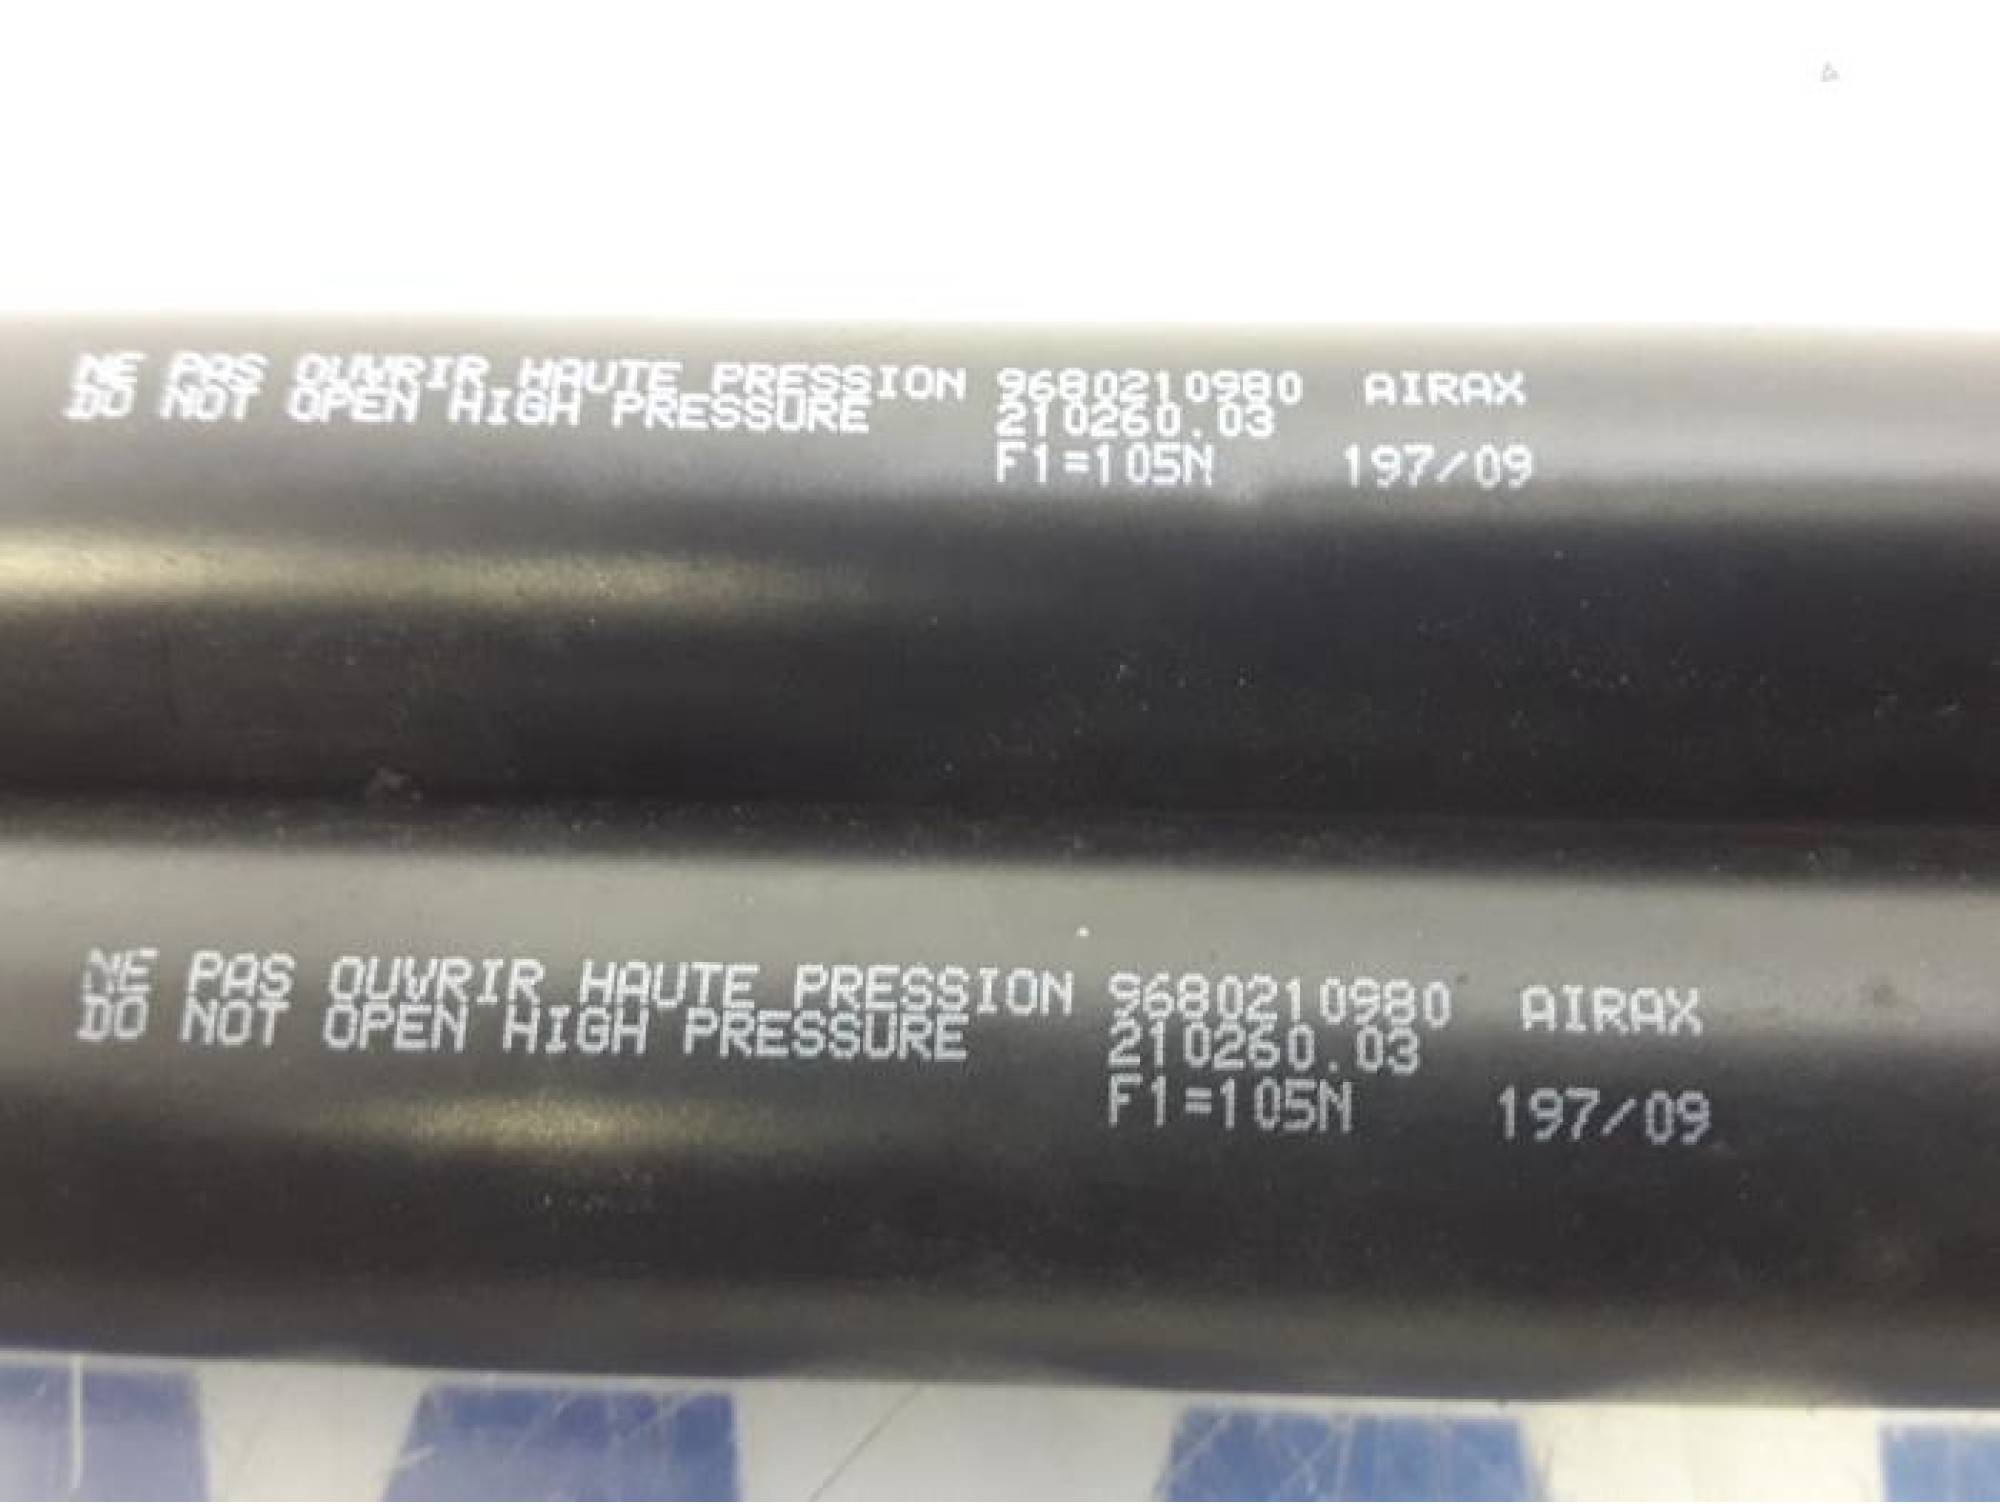 NE PAS OUVRIR HAUTE PRESSION 9680210980 AIRAX
DO NOT OPEN HIGH PRESSURE 210260.03
F1=105N 197/09
NE PAS OUVRIR HAUTE PRESSION 9680210980 AIRAX
DO NOT OPEN HIGH PRESSURE 210260.03
F1=105N 197/09